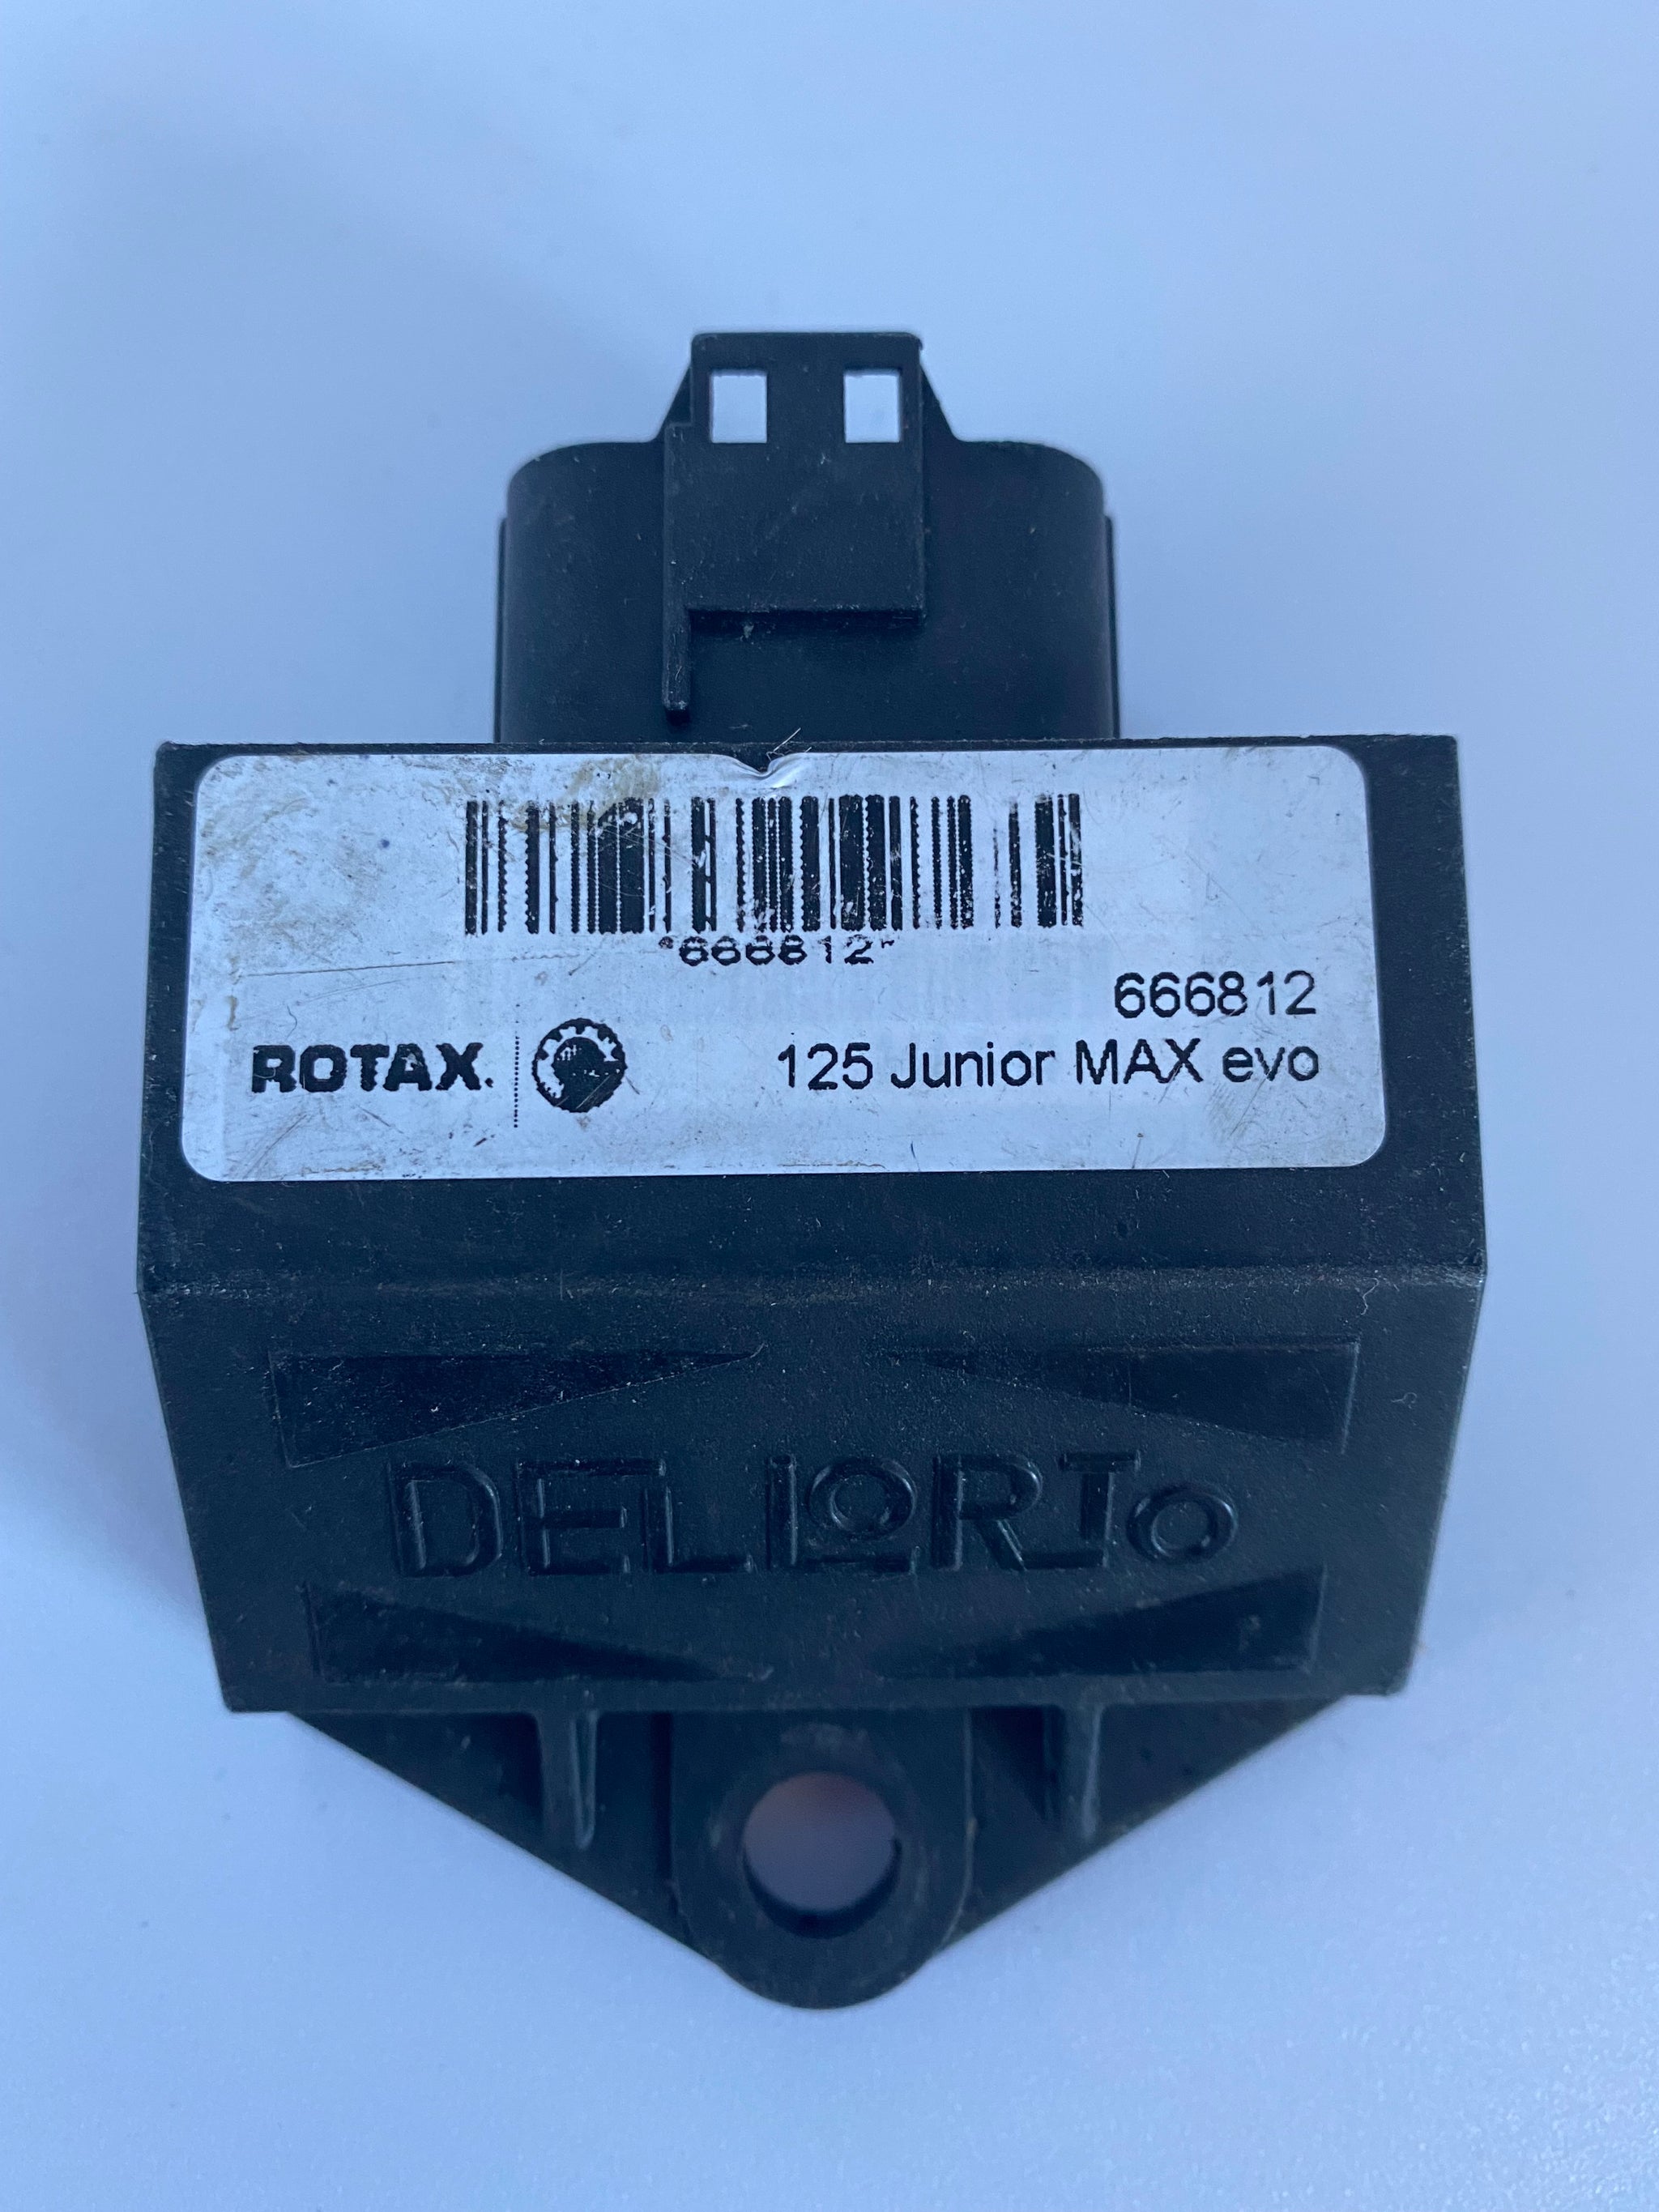 *666812*
666812
ROTAX. 125 Junior MAX evo
DELLORTO